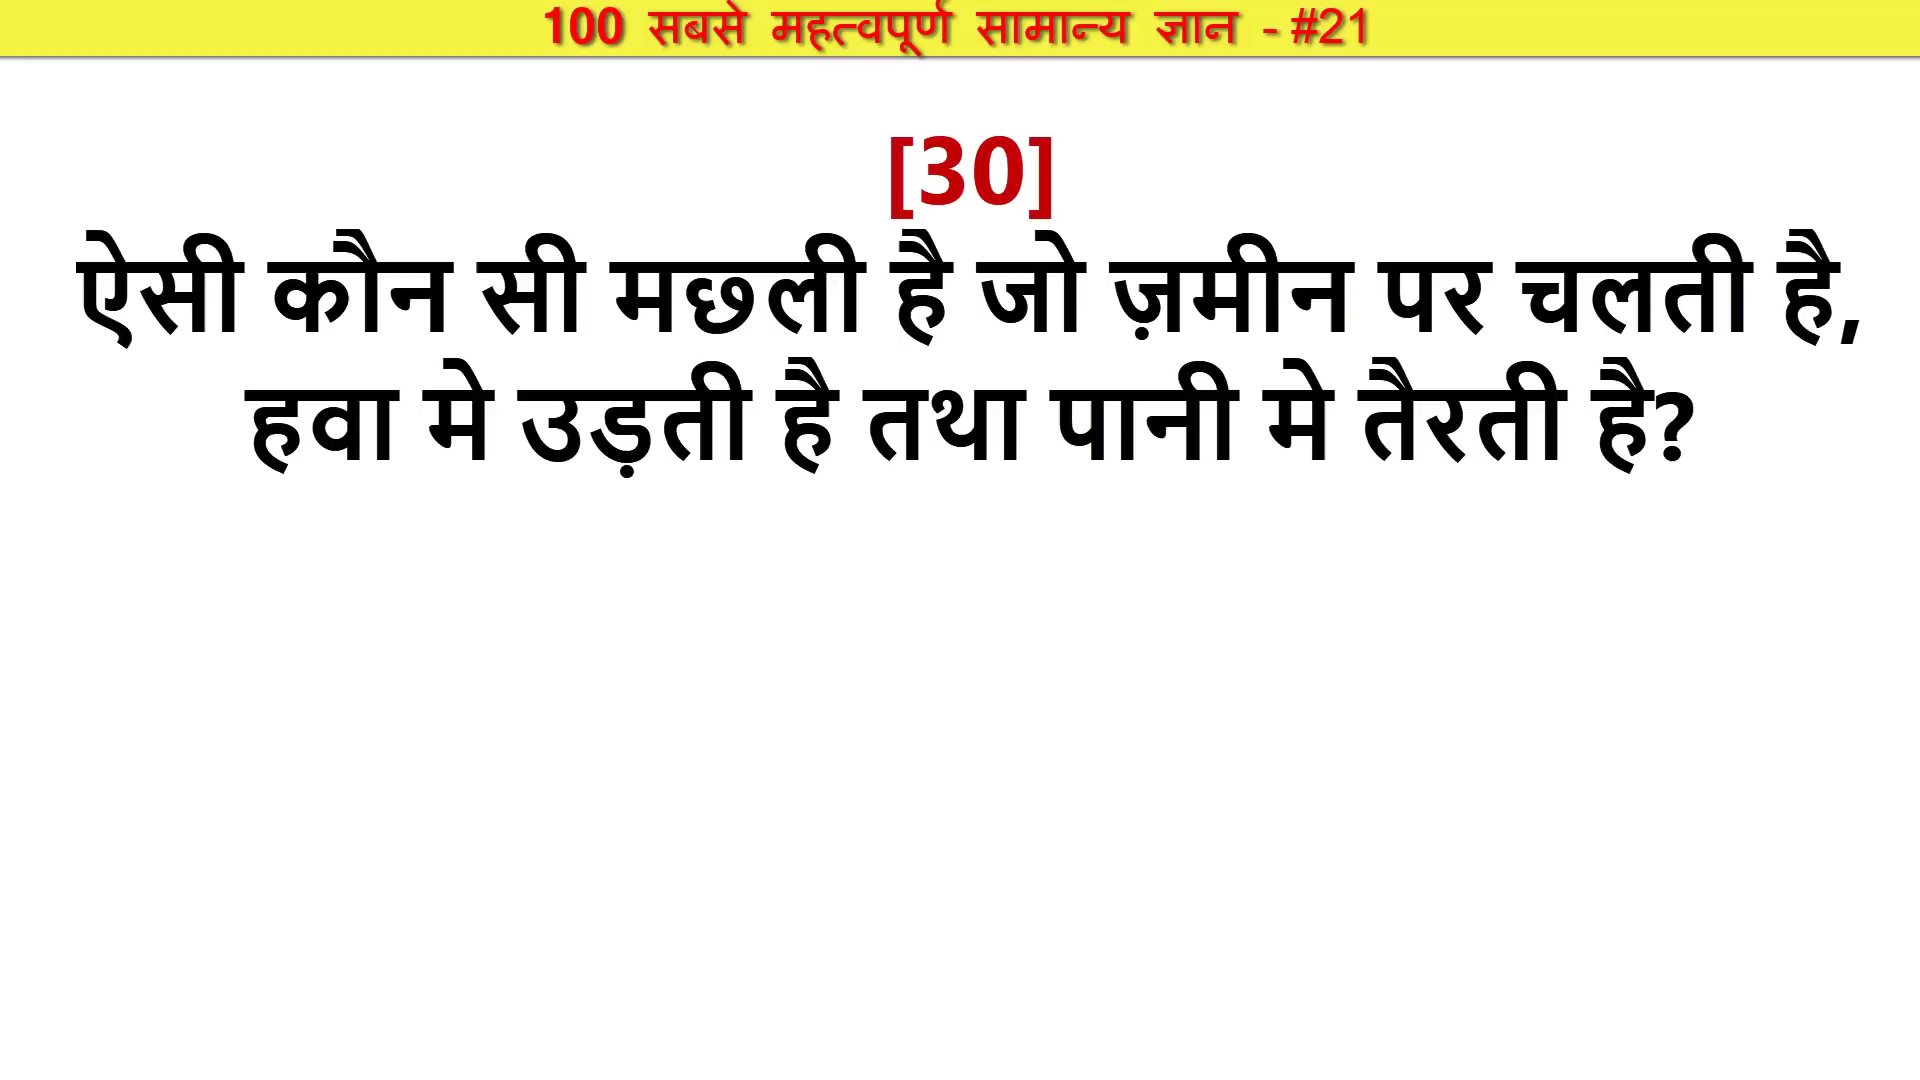 100 सबसे महत्वपूर्ण सामान्य ज्ञान - #21
[30]
ऐसी कौन सी मछली है जो ज़मीन पर चलती है,
हवा मे उड़ती है तथा पानी मे तैरती है?